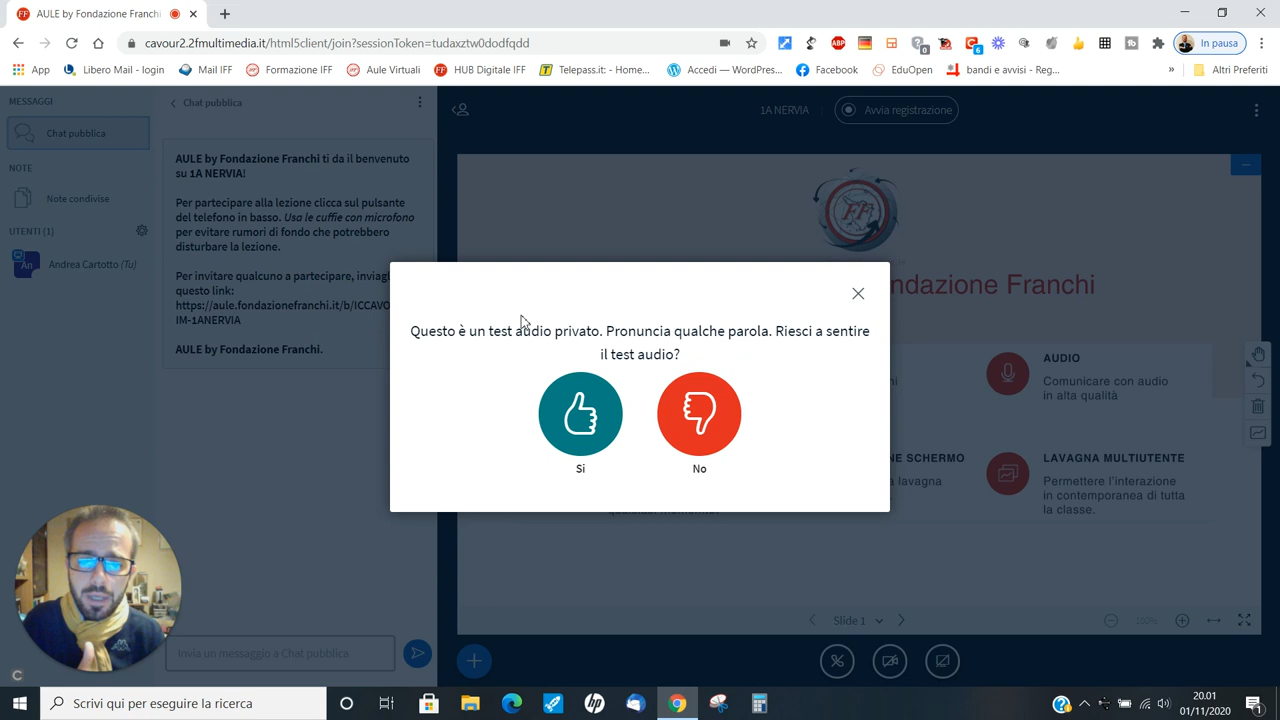 AULE by Fondazione Franchi
cavour2.2fmultimedia.it/html5client/join?sessionToken=tudaxztwdlodfqdd
In pausa
App
Libero Mail - login
Mail IFF
Formazione IFF
Aule Virtuali
HUB Digitale IFF
Telepass.it: - Home...
Accedi — WordPres...
Facebook
EduOpen
bandi e avvisi - Reg...
»
Altri Preferiti
MESSAGGI
Chat pubblica
NOTE
Note condivise
UTENTI (1)
An
Andrea Cartotto (Tu)
Chat pubblica
AULE by Fondazione Franchi ti da il benvenuto
su 1A NERVIA!
Per partecipare alla lezione clicca sul pulsante
del telefono in basso. Usa le cuffie con microfono
per evitare rumori di fondo che potrebbero
disturbare la lezione.
Per invitare qualcuno a partecipare, inviagl
questo link:
https://aule.fondazionefranchi.it/b/ICCAVO
IM-1ANERVIA
AULE by Fondazione Franchi.
Invia un messaggio a Chat pubblica
1A NERVIA
Avvia registrazione
FF
ndazione Franchi
AUDIO
Comunicare con audio
in alta qualità
NE SCHERMO
a lavagna
LAVAGNA MULTIUTENTE
Permettere l'interazione
in contemporanea di tutta
la classe.
Questo è un test audio privato. Pronuncia qualche parola. Riesci a sentire
il test audio?
Si
No
Slide 1
100%
Scrivi qui per eseguire la ricerca
20.01
01/11/2020